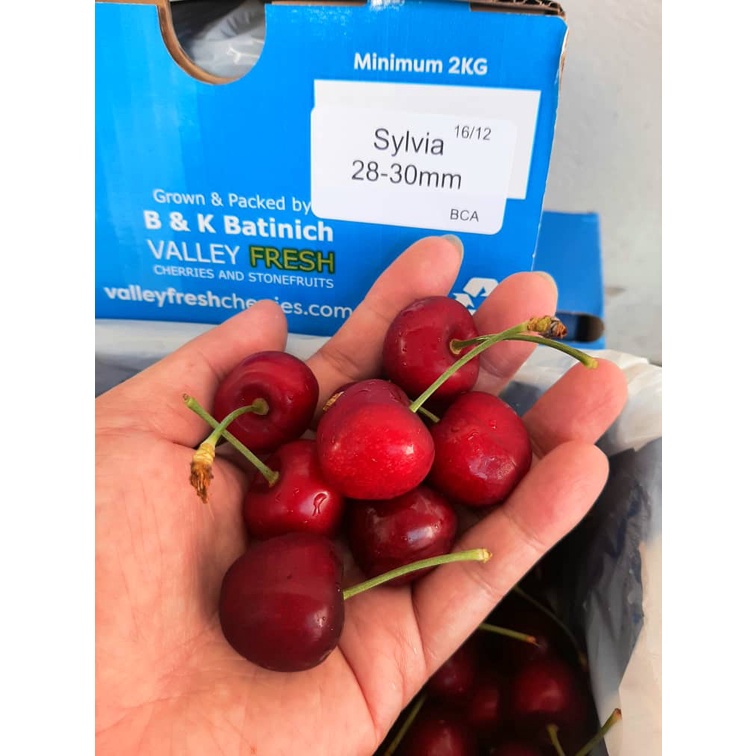 Minimum 2KG
16/12
Sylvia
28-30mm
BCA
Grown & Packed by
B & K Batinich
VALLEY FRESH
CHERRIES AND STONEFRUITS
valleyfreshcherries.com